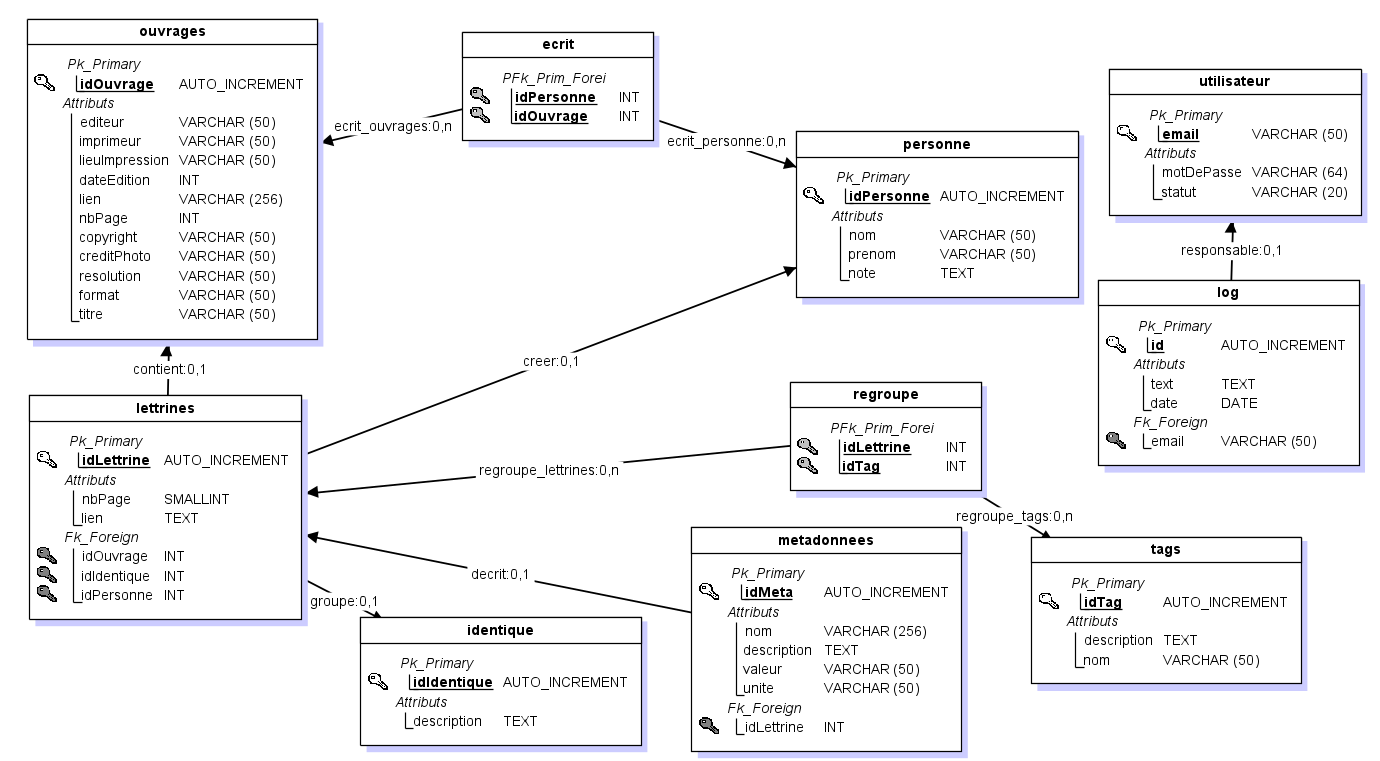 ouvrages
Pk_Primary
idOuvrage AUTO_INCREMENT
Attributs
editeur VARCHAR (50)
imprimeur VARCHAR (50)
lieuImpression VARCHAR (50)
dateEdition INT
lien VARCHAR (256)
nbPage INT
copyright VARCHAR (50)
creditPhoto VARCHAR (50)
resolution VARCHAR (50)
format VARCHAR (50)
titre VARCHAR (50)
ecrit
PFk_Prim_Forei
idPersonne INT
idOuvrage INT
ecrit_ouvrages:0,n
ecrit_personne:0,n
personne
Pk_Primary
idPersonne AUTO_INCREMENT
Attributs
nom VARCHAR (50)
prenom VARCHAR (50)
note TEXT
utilisateur
Pk_Primary
email VARCHAR (50)
Attributs
motDePasse VARCHAR (64)
statut VARCHAR (20)
responsable:0,1
log
Pk_Primary
id AUTO_INCREMENT
Attributs
text TEXT
date DATE
Fk_Foreign
email VARCHAR (50)
contient:0,1
creer:0,1
lettrines
Pk_Primary
idLettrine AUTO_INCREMENT
Attributs
nbPage SMALLINT
lien TEXT
Fk_Foreign
idOuvrage INT
idIdentique INT
idPersonne INT
regroupe
PFk_Prim_Forei
idLettrine INT
idTag INT
regroupe_lettrines:0,n
regroupe_tags:0,n
decrit:0,1
groupe:0,1
metadonnees
Pk_Primary
idMeta AUTO_INCREMENT
Attributs
nom VARCHAR (256)
description TEXT
valeur VARCHAR (50)
unite VARCHAR (50)
Fk_Foreign
idLettrine INT
tags
Pk_Primary
idTag AUTO_INCREMENT
Attributs
description TEXT
nom VARCHAR (50)
identique
Pk_Primary
idIdentique AUTO_INCREMENT
Attributs
description TEXT